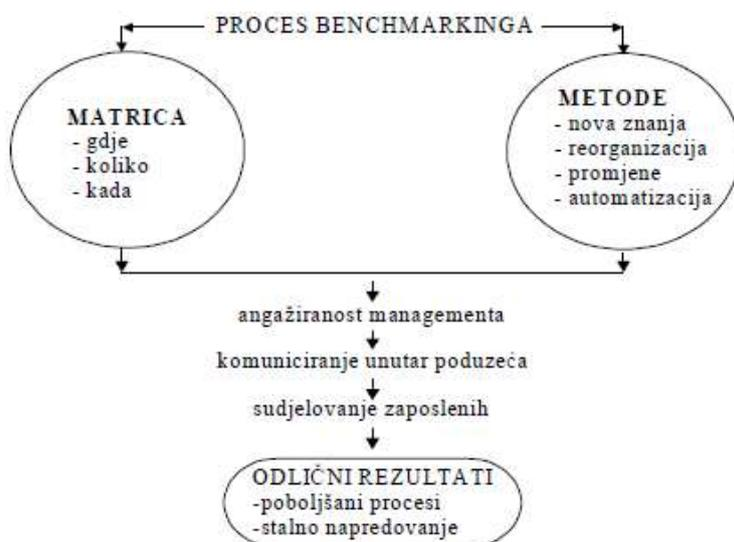 PROCES BENCHMARKINGA
MATRICA
- gdje
- koliko
- kada
METODE
- nova znanja
- reorganizacija
- promjene
- automatizacija
angažiranost managementa
komuniciranje unutar poduzeća
sudjelovanje zaposlenih
ODLIČNI REZULTATI
-poboljšani procesi
-stalno napredovanje